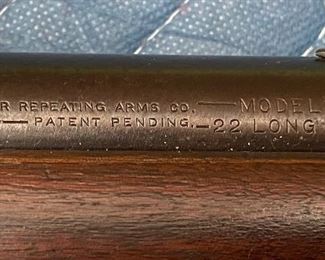 R REPEATING ARMS CO. — MODEL
— PATENT PENDING. — 22 LONG